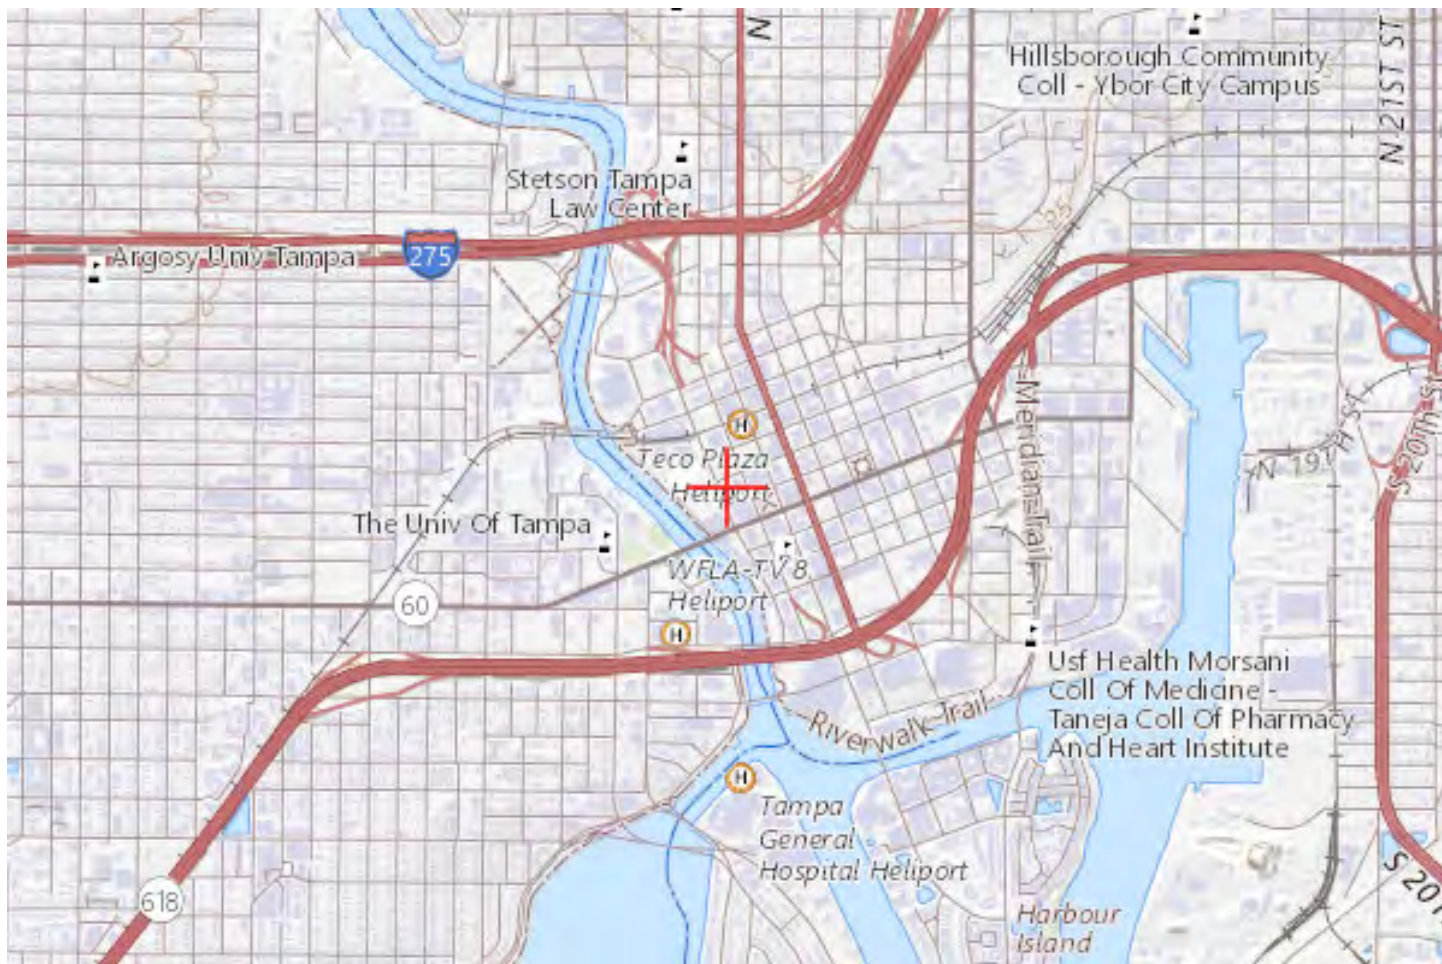 N
Hillsborough Community
Coll - Ybor City Campus
N 21ST ST
Stetson Tampa
Law Center
25
Argosy Univ Tampa
275
Meridian Trail
H
Teco Plaza
Heliport
N 19TH ST
S 20th St
The Univ Of Tampa
WFLA-TV 8
Heliport
60
H
Usf Health Morsani
Coll Of Medicine -
Taneja Coll Of Pharmacy
And Heart Institute
Riverwalk Trail
H
Tampa
General
Hospital Heliport
618
Harbour
Island